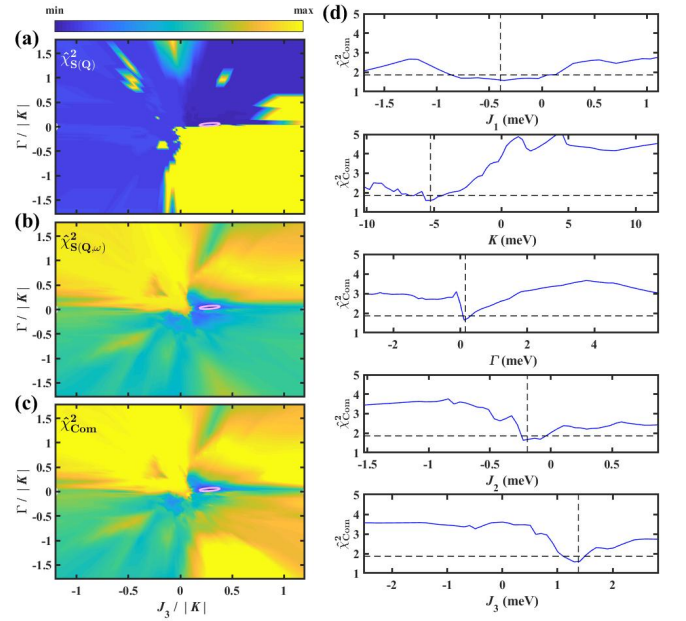 min max
(a)
χ̂²S(Q)
Γ / |K|
1.5
1
0.5
0
-0.5
-1
-1.5
(b)
χ̂²S(Q,ω)
Γ / |K|
1.5
1
0.5
0
-0.5
-1
-1.5
(c)
χ̂²Com
Γ / |K|
1.5
1
0.5
0
-0.5
-1
-1.5
-1 -0.5 0 0.5 1
J3 / |K|
(d)
χ̂²Com
5
4
3
2
1
-1.5 -1 -0.5 0 0.5 1
J1 (meV)
χ̂²Com
5
4
3
2
1
-10 -5 0 5 10
K (meV)
χ̂²Com
5
4
3
2
1
-2 0 2 4
Γ (meV)
χ̂²Com
5
4
3
2
1
-1.5 -1 -0.5 0 0.5
J2 (meV)
χ̂²Com
5
4
3
2
1
-2 -1 0 1 2
J3 (meV)